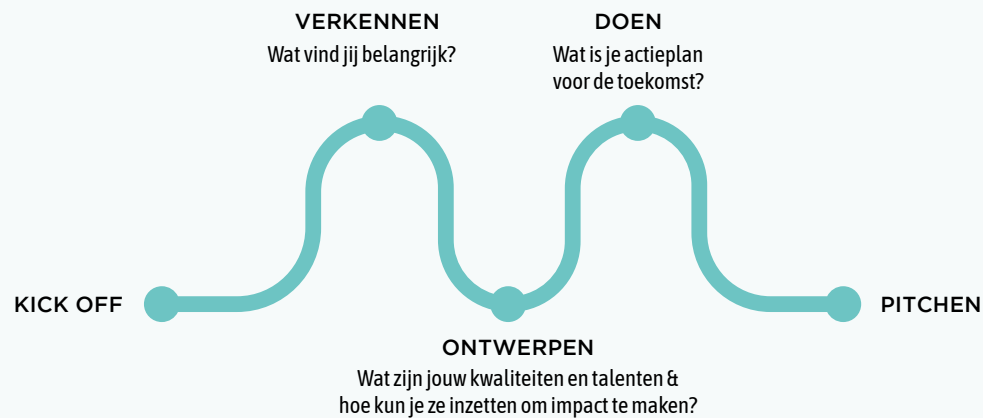 VERKENNEN
Wat vind jij belangrijk?
DOEN
Wat is je actieplan
voor de toekomst?
KICK OFF
PITCHEN
ONTWERPEN
Wat zijn jouw kwaliteiten en talenten &
hoe kun je ze inzetten om impact te maken?